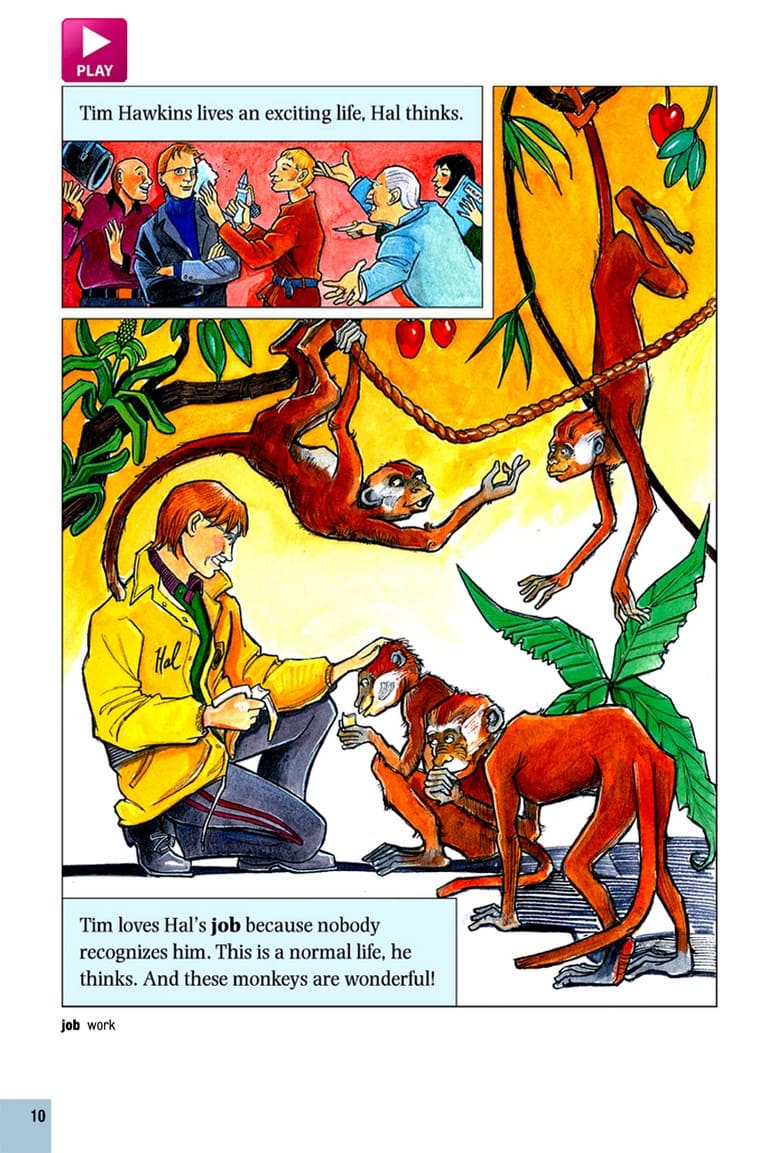 PLAY
Tim Hawkins lives an exciting life, Hal thinks.
Hal
Tim loves Hal’s job because nobody
recognizes him. This is a normal life, he
thinks. And these monkeys are wonderful!
job work
10